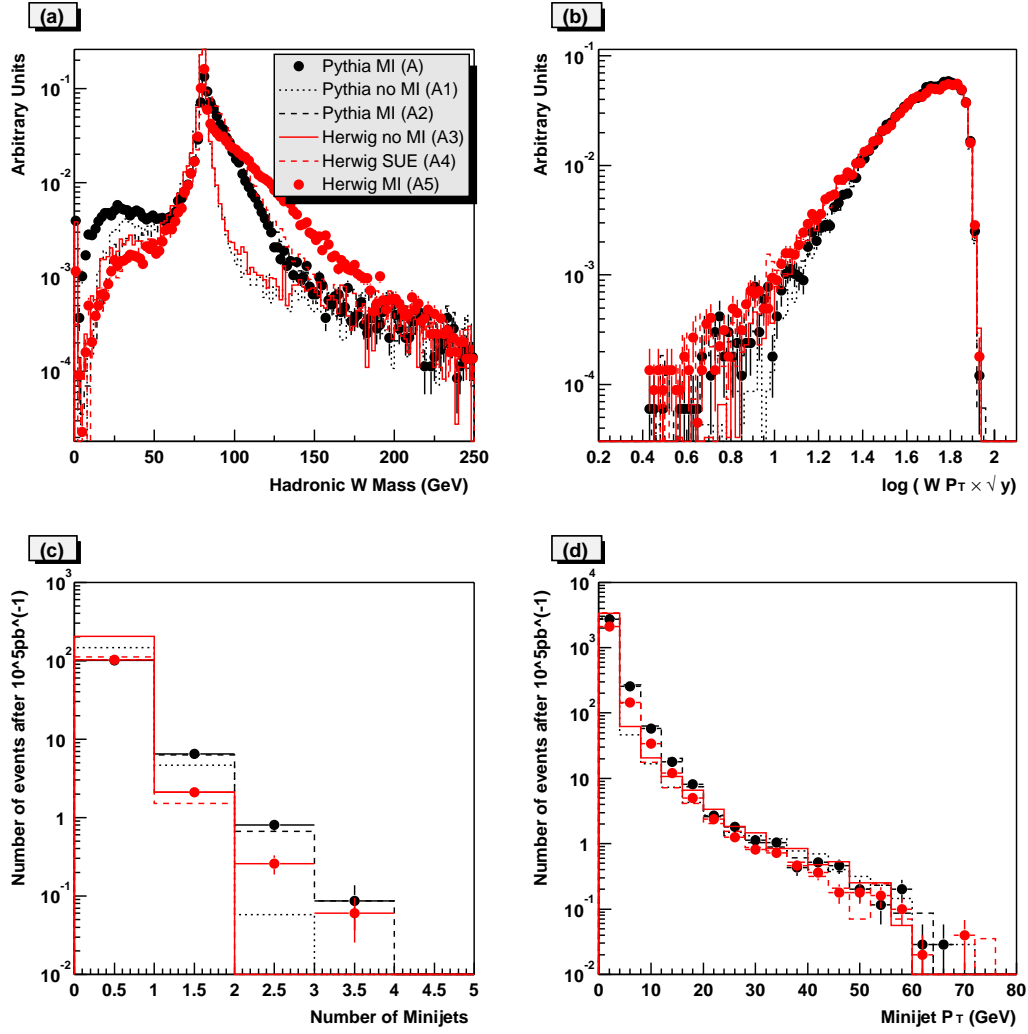 (a)
Arbitrary Units
10^-1
10^-2
10^-3
10^-4
Pythia MI (A)
Pythia no MI (A1)
Pythia MI (A2)
Herwig no MI (A3)
Herwig SUE (A4)
Herwig MI (A5)
0 50 100 150 200 250
Hadronic W Mass (GeV)
(b)
Arbitrary Units
10^-1
10^-2
10^-3
10^-4
0.2 0.4 0.6 0.8 1 1.2 1.4 1.6 1.8 2
log ( W PT × √ y)
(c)
Number of events after 10^5pb^(-1)
10^3
10^2
10
1
10^-1
10^-2
0 0.5 1 1.5 2 2.5 3 3.5 4 4.5 5
Number of Minijets
(d)
Number of events after 10^5pb^(-1)
10^4
10^3
10^2
10
1
10^-1
10^-2
0 10 20 30 40 50 60 70 80
Minijet PT (GeV)